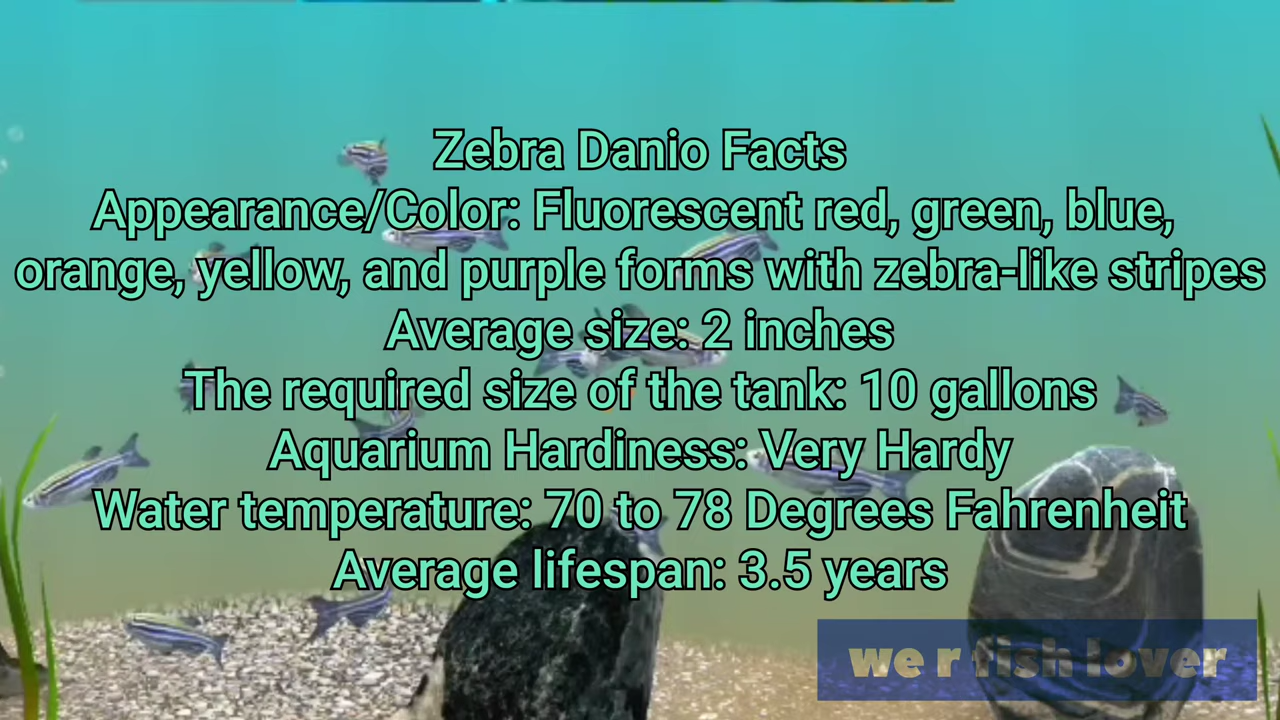 Zebra Danio Facts
Appearance/Color: Fluorescent red, green, blue,
orange, yellow, and purple forms with zebra-like stripes
Average size: 2 inches
The required size of the tank: 10 gallons
Aquarium Hardiness: Very Hardy
Water temperature: 70 to 78 Degrees Fahrenheit
Average lifespan: 3.5 years
we r fish lover